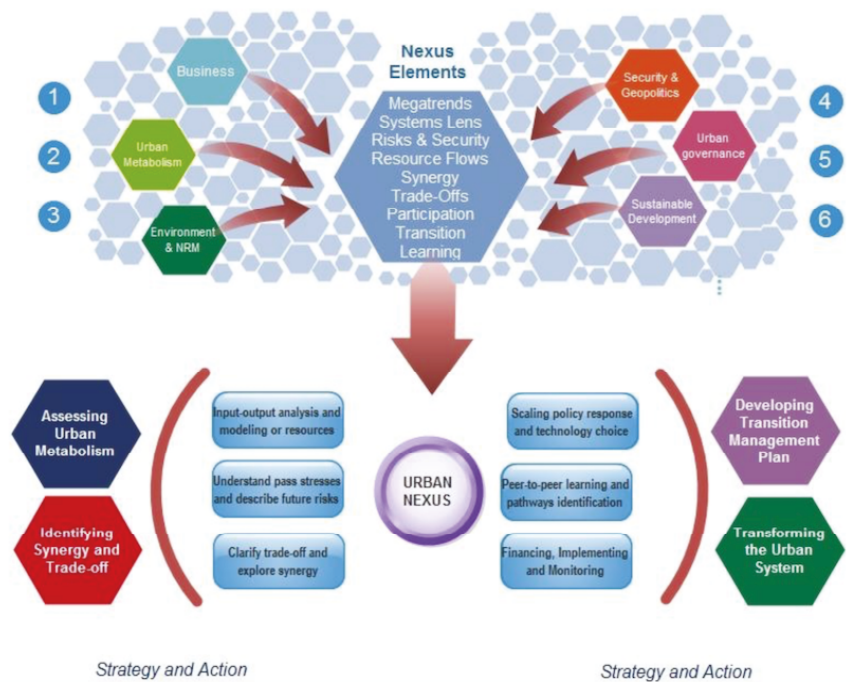 Nexus
Elements
1
2
3
Business
Urban
Metabolism
Environment
& NRM
Megatrends
Systems Lens
Risks & Security
Resource Flows
Synergy
Trade-Offs
Participation
Transition
Learning
Security &
Geopolitics
Urban
governance
Sustainable
Development
4
5
6
Assessing
Urban
Metabolism
Identifying
Synergy and
Trade-off
Input-output analysis and
modeling or resources
Understand pass stresses
and describe future risks
Clarify trade-off and
explore synergy
URBAN
NEXUS
Scaling policy response
and technology choice
Peer-to-peer learning and
pathways identification
Financing, Implementing
and Monitoring
Developing
Transition
Management
Plan
Transforming
the Urban
System
Strategy and Action
Strategy and Action